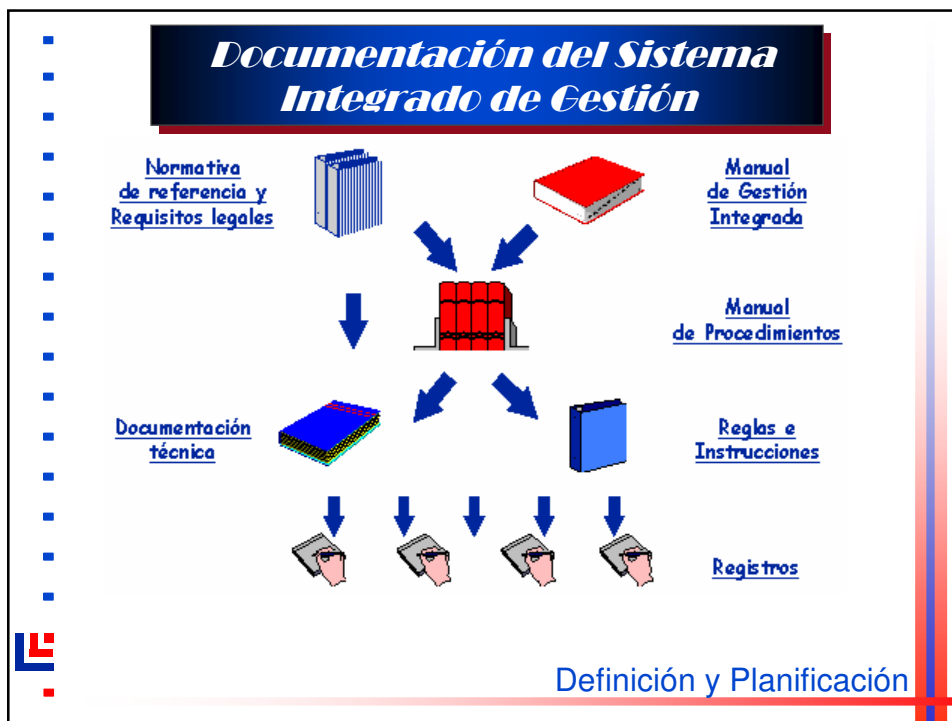 Documentación del Sistema
Integrado de Gestión
Normativa
de referencia y
Requisitos legales
Manual
de Gestión
Integrada
Manual
de Procedimientos
Documentación
técnica
Reglas e
Instrucciones
Registros
Definición y Planificación